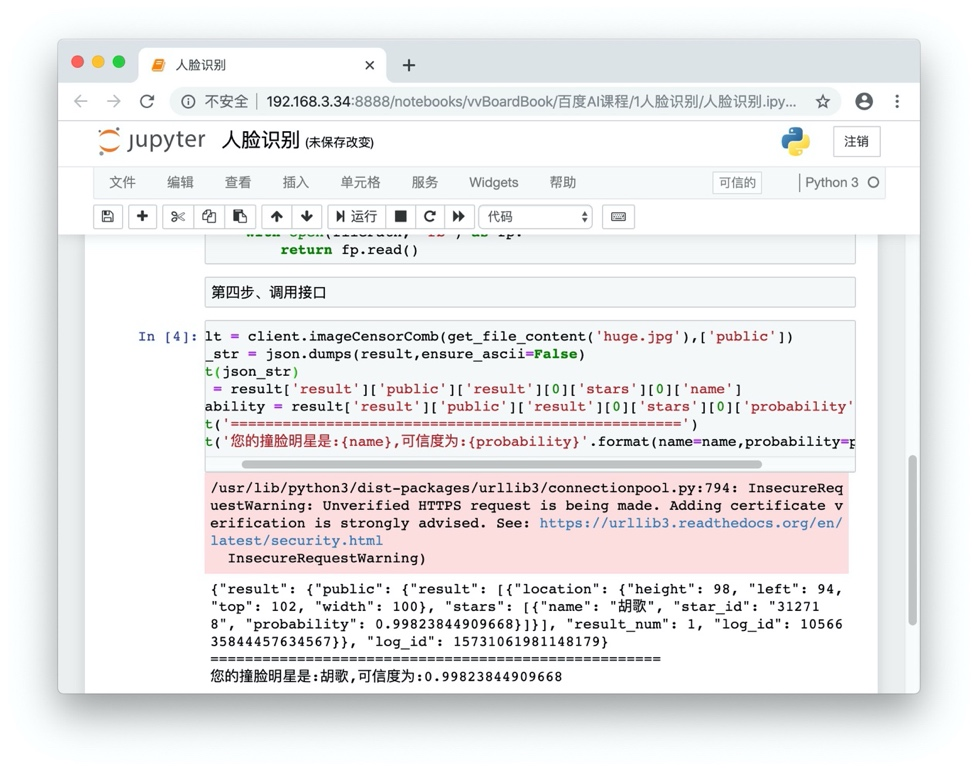 人脸识别
不安全 192.168.3.34:8888/notebooks/vvBoardBook/百度AI课程/1人脸识别/人脸识别.ipy...
jupyter 人脸识别 (未保存改变) 注销
文件 编辑 查看 插入 单元格 服务 Widgets 帮助 可信的 Python 3
运行 代码
return fp.read()
第四步、调用接口
In [4]: lt = client.imageCensorComb(get_file_content('huge.jpg'),['public'])
_str = json.dumps(result,ensure_ascii=False)
t(json_str)
= result['result']['public']['result'][0]['stars'][0]['name']
ability = result['result']['public']['result'][0]['stars'][0]['probability'
t('===================================================')
t('您的撞脸明星是:{name},可信度为:{probability}'.format(name=name,probability=p
/usr/lib/python3/dist-packages/urllib3/connectionpool.py:794: InsecureReq
uestWarning: Unverified HTTPS request is being made. Adding certificate v
erification is strongly advised. See: https://urllib3.readthedocs.org/en/
latest/security.html
InsecureRequestWarning)
{"result": {"public": {"result": [{"location": {"height": 98, "left": 94,
"top": 102, "width": 100}, "stars": [{"name": "胡歌", "star_id": "31271
8", "probability": 0.99823844909668}]}], "result_num": 1, "log_id": 10566
35844457634567}}, "log_id": 15731061981148179}
===================================================
您的撞脸明星是:胡歌,可信度为:0.99823844909668